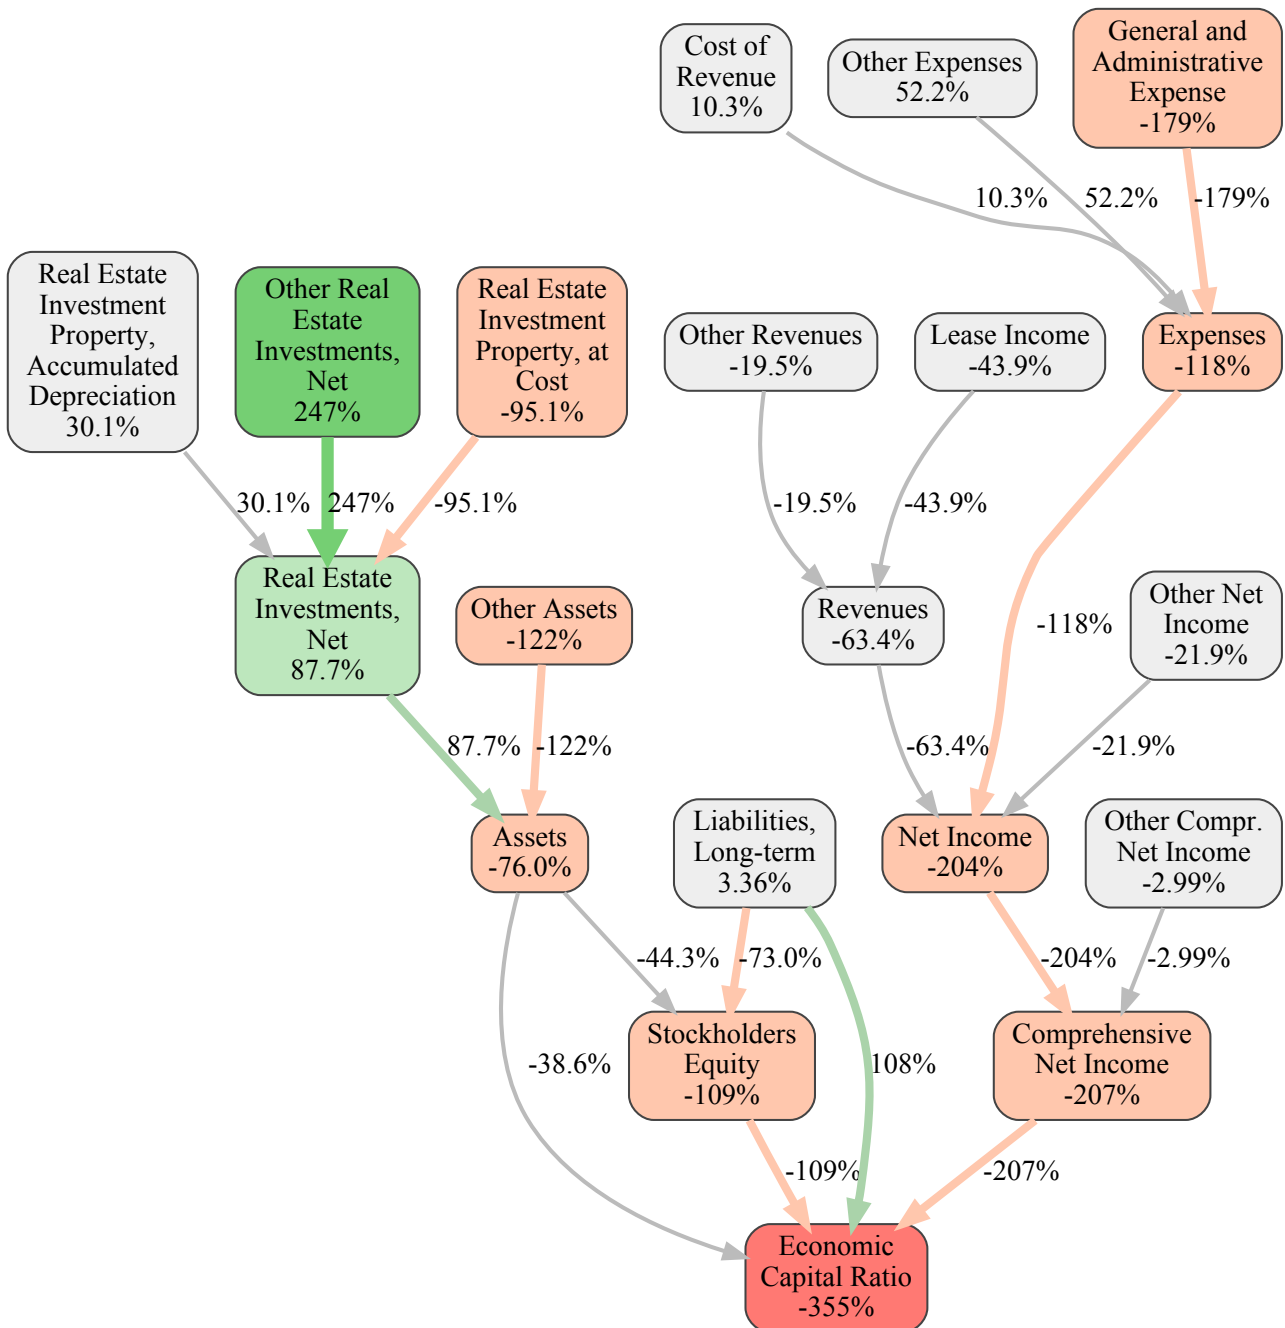 Cost of
Revenue
10.3%
Other Expenses
52.2%
General and
Administrative
Expense
-179%
10.3%
52.2%
-179%
Real Estate
Investment
Property,
Accumulated
Depreciation
30.1%
Other Real
Estate
Investments,
Net
247%
Real Estate
Investment
Property, at
Cost
-95.1%
Other Revenues
-19.5%
Lease Income
-43.9%
Expenses
-118%
30.1%
247%
-95.1%
-19.5%
-43.9%
Real Estate
Investments,
Net
87.7%
Other Assets
-122%
Revenues
-63.4%
-118%
Other Net
Income
-21.9%
87.7%
-122%
-63.4%
-21.9%
Assets
-76.0%
Liabilities,
Long-term
3.36%
Net Income
-204%
Other Compr.
Net Income
-2.99%
-44.3%
-73.0%
-204%
-2.99%
-38.6%
Stockholders
Equity
-109%
108%
Comprehensive
Net Income
-207%
-109%
-207%
Economic
Capital Ratio
-355%